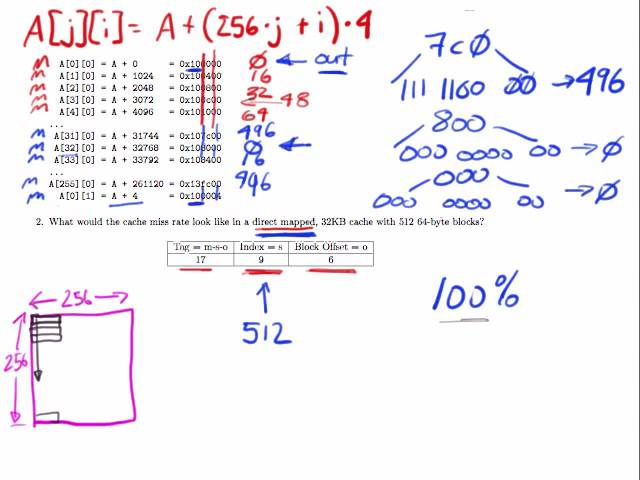 A[j][i] = A + (256·j + i)·4
m A[0][0] = A + 0 = 0x100000 0 ← out
m A[1][0] = A + 1024 = 0x100400 16
m A[2][0] = A + 2048 = 0x100800 32
m A[3][0] = A + 3072 = 0x100c00 48
m A[4][0] = A + 4096 = 0x101000 64
...
m A[31][0] = A + 31744 = 0x107c00 496
m A[32][0] = A + 32768 = 0x108000 0 ←
m A[33][0] = A + 33792 = 0x108400 16
...
m A[255][0] = A + 261120 = 0x13fc00 496
m A[0][1] = A + 4 = 0x100004
7c0
111 1100 00 → 496
800
000 0000 00 → 0
000
000 0000 00 → 0
2. What would the cache miss rate look like in a direct mapped, 32KB cache with 512 64-byte blocks?
Tag = m-s-o Index = s Block Offset = o
17 9 6
512
100%
256
256